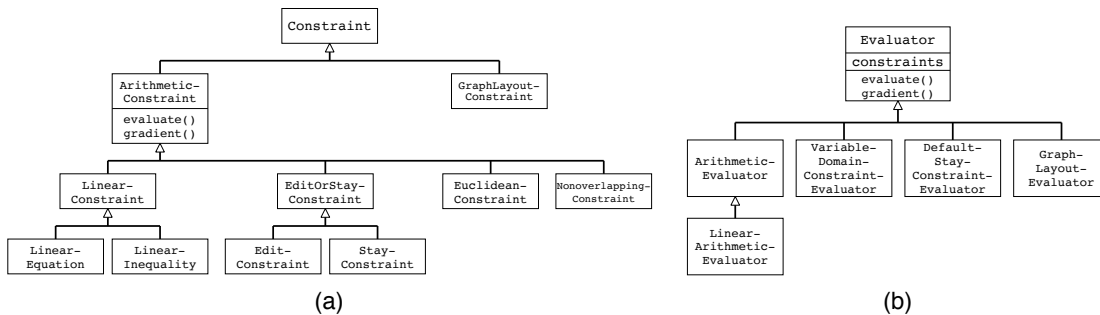 Constraint
Arithmetic-
Constraint
evaluate()
gradient()
GraphLayout-
Constraint
Linear-
Constraint
EditOrStay-
Constraint
Euclidean-
Constraint
Nonoverlapping-
Constraint
Linear-
Equation
Linear-
Inequality
Edit-
Constraint
Stay-
Constraint
(a)
Evaluator
constraints
evaluate()
gradient()
Arithmetic-
Evaluator
Variable-
Domain-
Constraint-
Evaluator
Default-
Stay-
Constraint-
Evaluator
Graph-
Layout-
Evaluator
Linear-
Arithmetic-
Evaluator
(b)